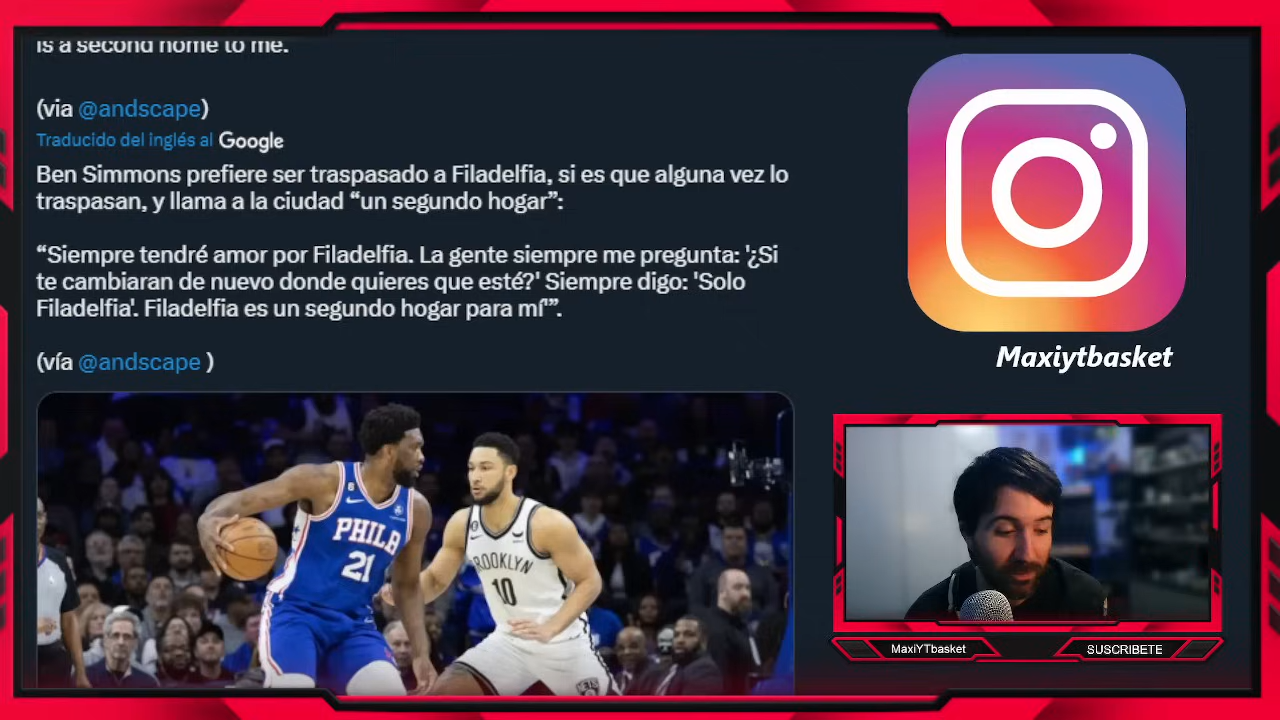 is a second home to me.
(via @andscape)
Traducido del inglés al Google
Ben Simmons prefiere ser traspasado a Filadelfia, si es que alguna vez lo
traspasan, y llama a la ciudad “un segundo hogar”:
“Siempre tendré amor por Filadelfia. La gente siempre me pregunta: '¿Si
te cambiaran de nuevo donde quieres que esté?' Siempre digo: 'Solo
Filadelfia'. Filadelfia es un segundo hogar para mí'”.
(vía @andscape )
Maxiytbasket
PHILA
21
BROOKLYN
10
NETS
MaxiYTbasket
SUSCRIBETE